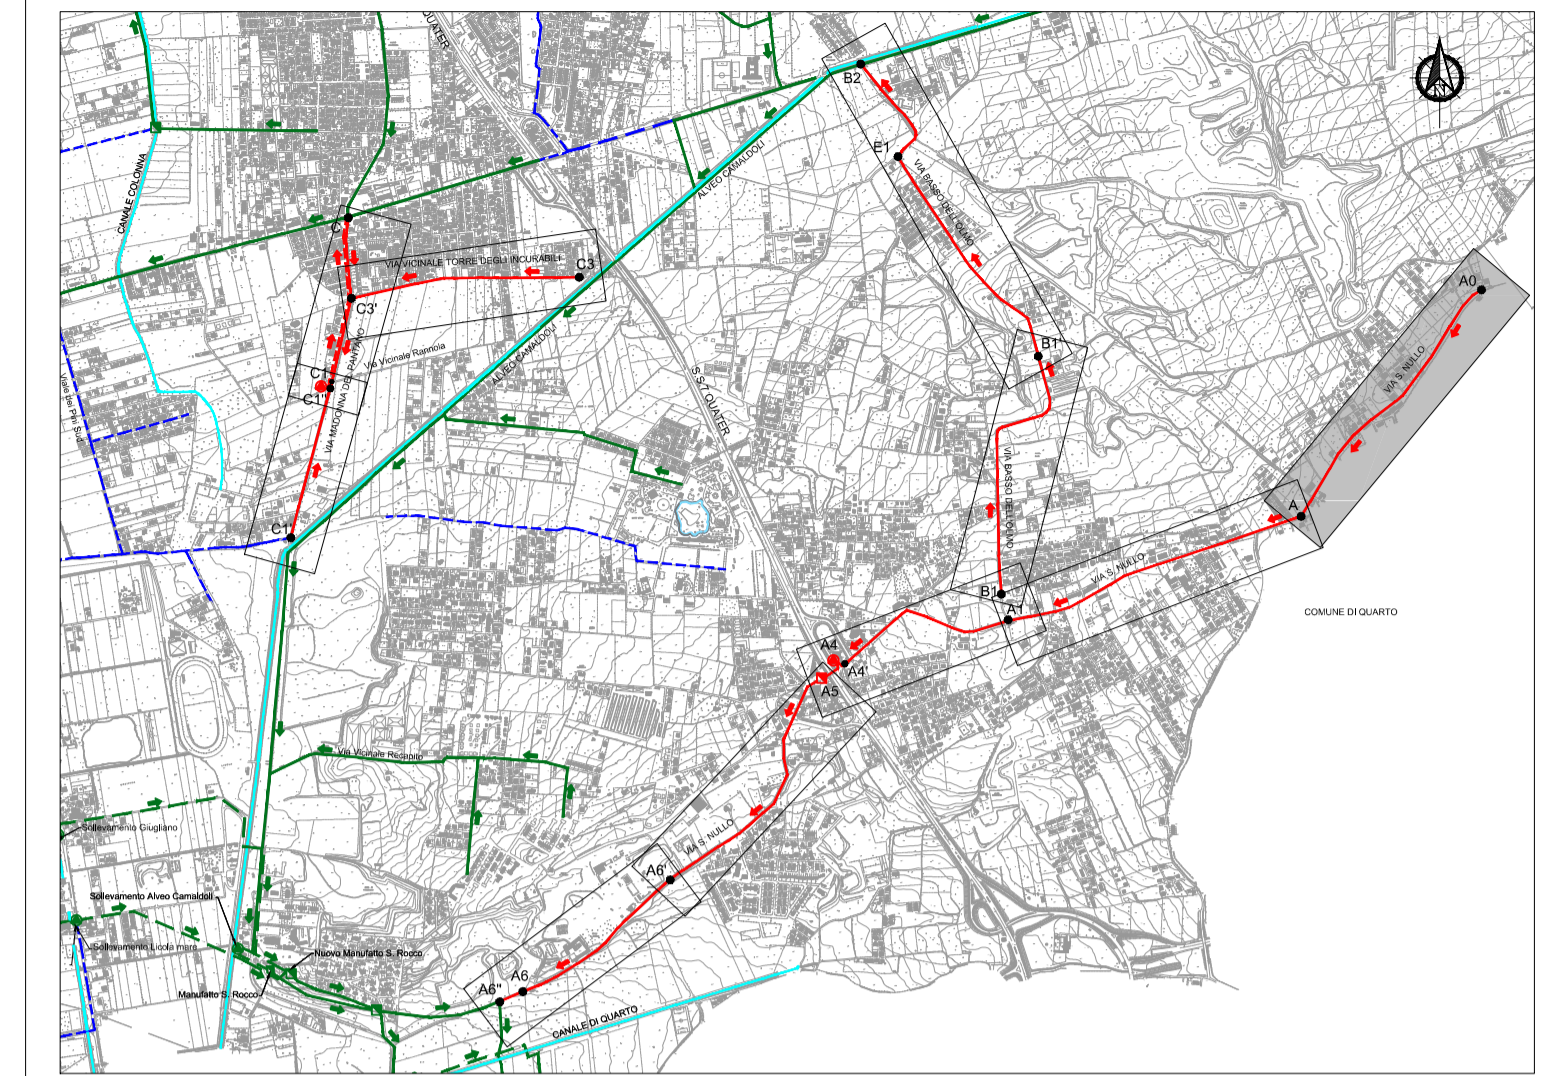 QUATER
B2
E1
VIA BASSO DELL'OLMO
CANALE COLONNA
ALVEO CAMALDOLI
C
VIA VICINALE TORRE DEGLI INCURABILI
C3
C3'
A0
VIA S. NULLO
Via Vicinale Rannola
ALVEO CAMALDOLI
B1'
C1
C1"
VIA MADONNA DEL PANTANO
Viale dei Pini Sud
S.S.7 QUATER
VIA BASSO DELL'OLMO
A
C1'
VIA S. NULLO
B1
A1
COMUNE DI QUARTO
A4
A4'
A5
Via Vicinale Recapito
Sollevamento Giugliano
VIA S. NULLO
A6'
Sollevamento Alveo Camaldoli
Sollevamento Licola mare
Nuovo Manufatto S. Rocco
Manufatto S. Rocco
A6
A6"
CANALE DI QUARTO